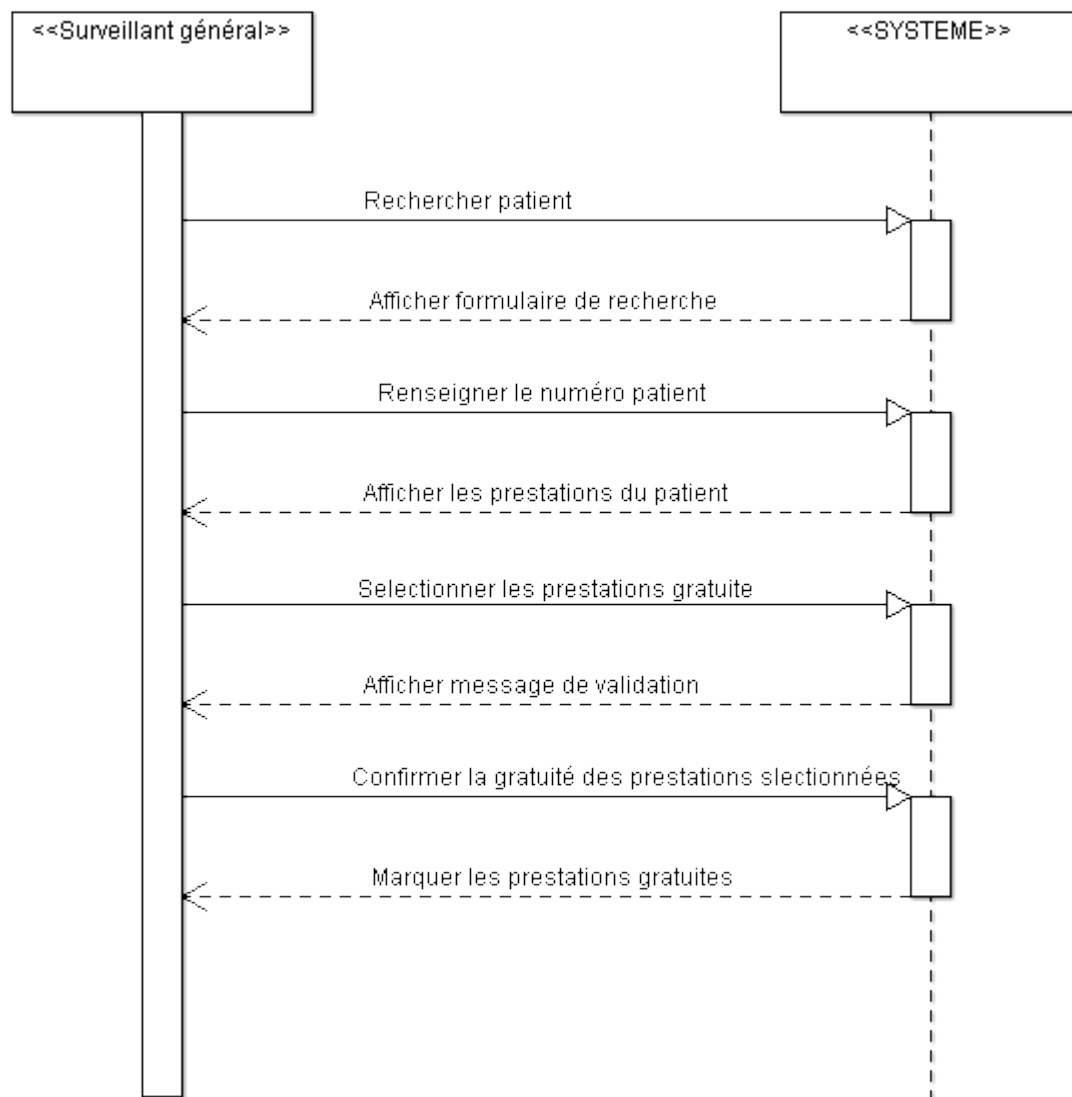 <<Surveillant général>>
<<SYSTEME>>
Rechercher patient
Afficher formulaire de recherche
Renseigner le numéro patient
Afficher les prestations du patient
Selectionner les prestations gratuite
Afficher message de validation
Confirmer la gratuité des prestations slectionnées
Marquer les prestations gratuites